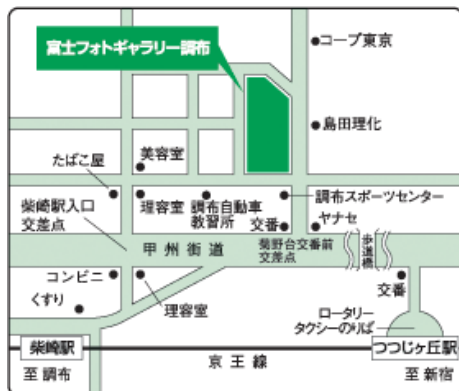 富士フォトギャラリー調布
コープ東京
島田理化
美容室
たばこ屋
柴崎駅入口
交差点
理容室
調布自動車
教習所
調布スポーツセンター
交番
ヤナセ
甲州街道
菊野台交番前
交差点
歩道橋
コンビニ
くすり
理容室
交番
ロータリー
タクシーのりば
柴崎駅
つつじヶ丘駅
京王線
至調布
至新宿